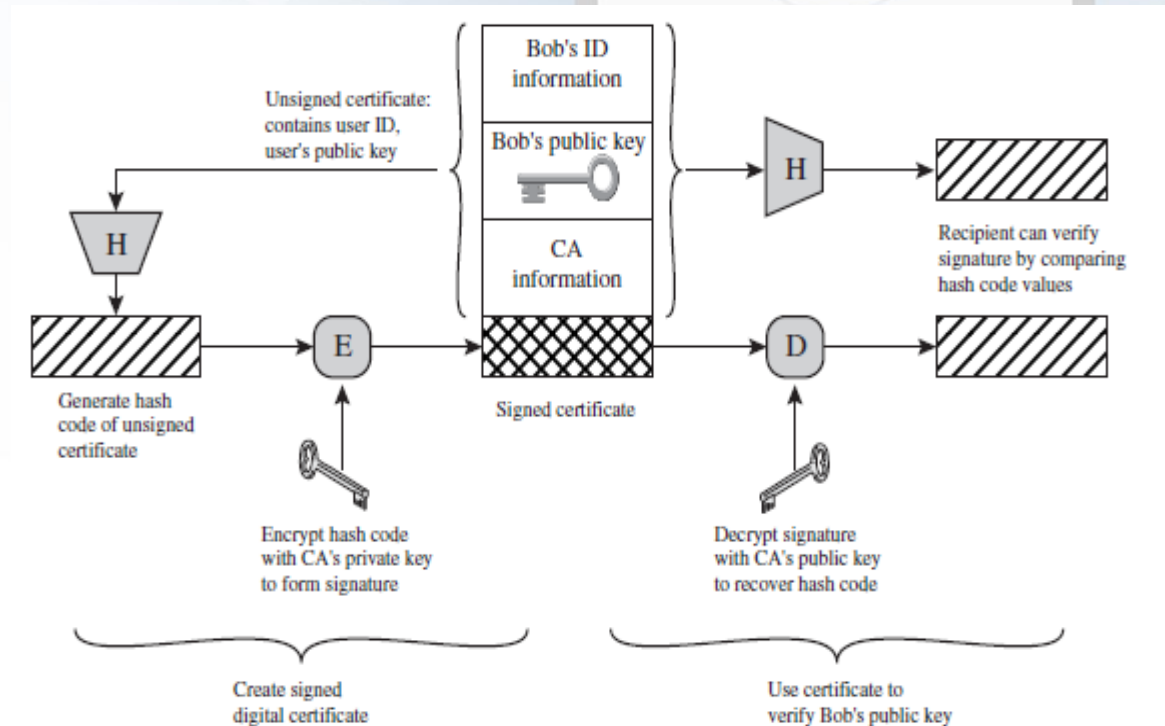 Bob's ID
information
Unsigned certificate:
contains user ID,
user's public key
Bob's public key
H
H
CA
information
Recipient can verify
signature by comparing
hash code values
E
D
Generate hash
code of unsigned
certificate
Signed certificate
Encrypt hash code
with CA's private key
to form signature
Decrypt signature
with CA's public key
to recover hash code
Create signed
digital certificate
Use certificate to
verify Bob's public key